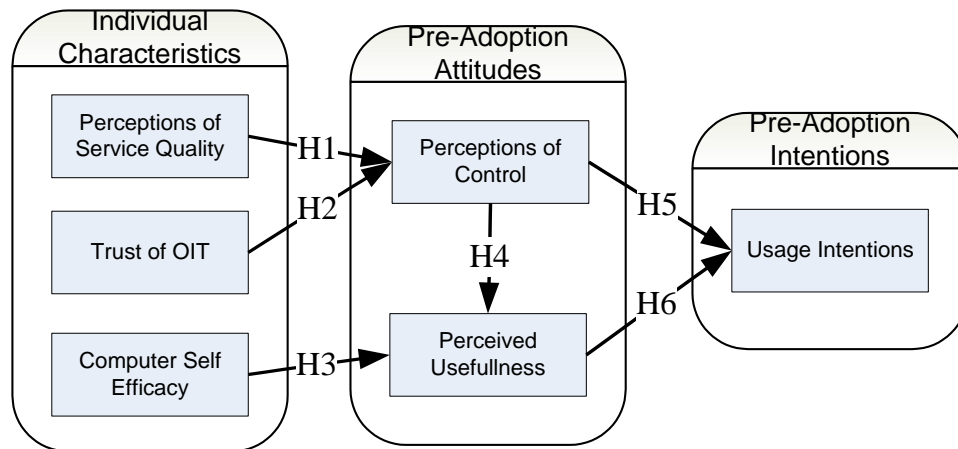 Individual
Characteristics
Perceptions of
Service Quality
Trust of OIT
Computer Self
Efficacy
H1
H2
H3
Pre-Adoption
Attitudes
Perceptions of
Control
H4
Perceived
Usefullness
H5
H6
Pre-Adoption
Intentions
Usage Intentions